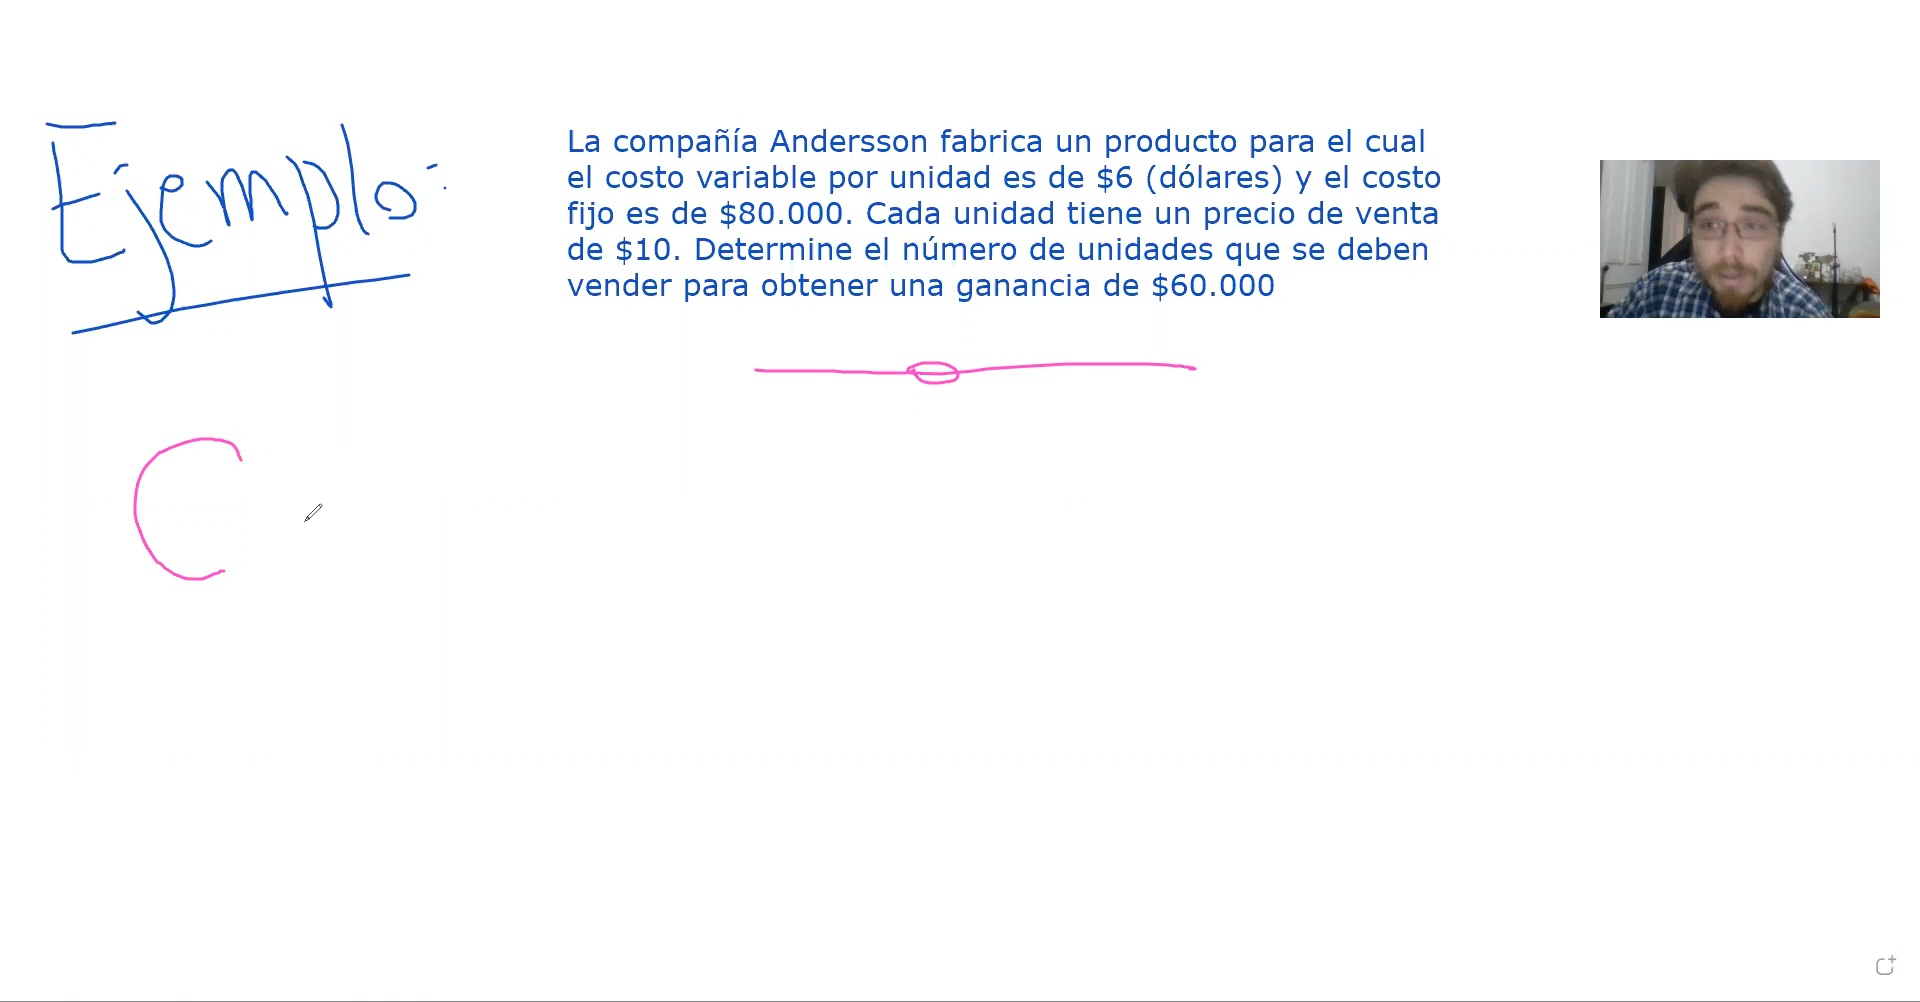 Ejemplo:
La compañía Andersson fabrica un producto para el cual
el costo variable por unidad es de $6 (dólares) y el costo
fijo es de $80.000. Cada unidad tiene un precio de venta
de $10. Determine el número de unidades que se deben
vender para obtener una ganancia de $60.000
C